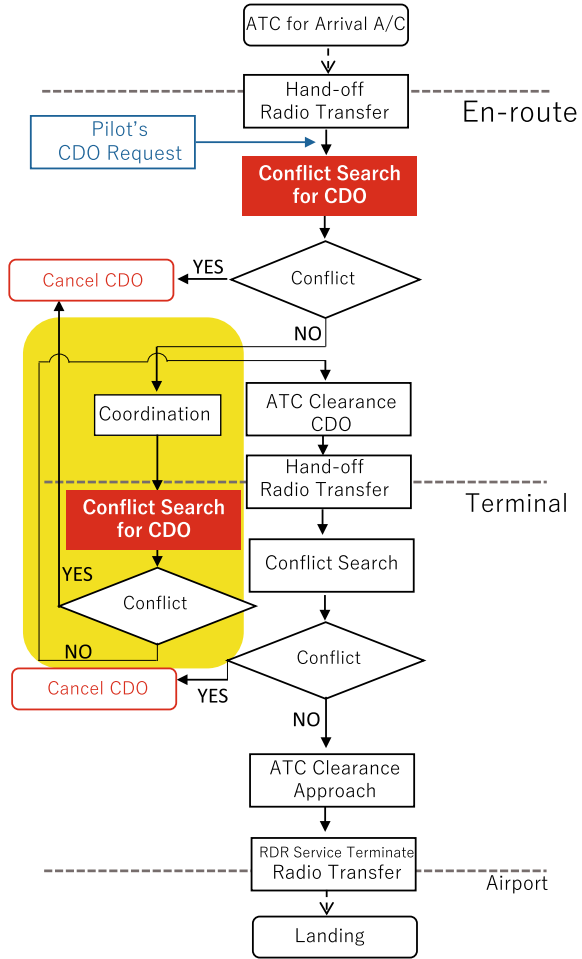 ATC for Arrival A/C
Hand-off
Radio Transfer
En-route
Pilot's
CDO Request
Conflict Search
for CDO
Conflict
YES
Cancel CDO
NO
Coordination
ATC Clearance
CDO
Hand-off
Radio Transfer
Terminal
Conflict Search
for CDO
Conflict Search
YES
Conflict
NO
Conflict
Cancel CDO
YES
NO
ATC Clearance
Approach
RDR Service Terminate
Radio Transfer
Airport
Landing